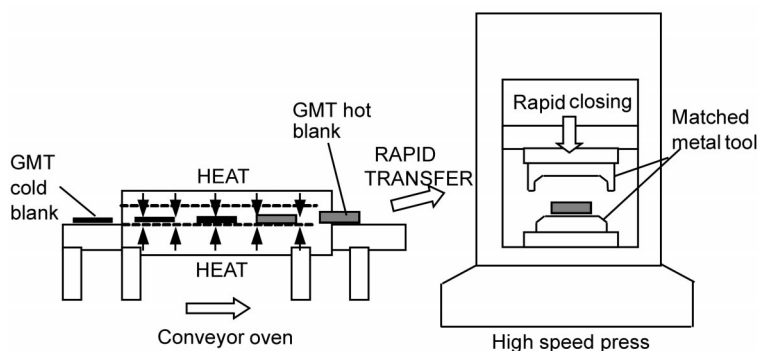 GMT
cold
blank
HEAT
HEAT
GMT hot
blank
RAPID
TRANSFER
Conveyor oven
Rapid closing
Matched
metal tool
High speed press